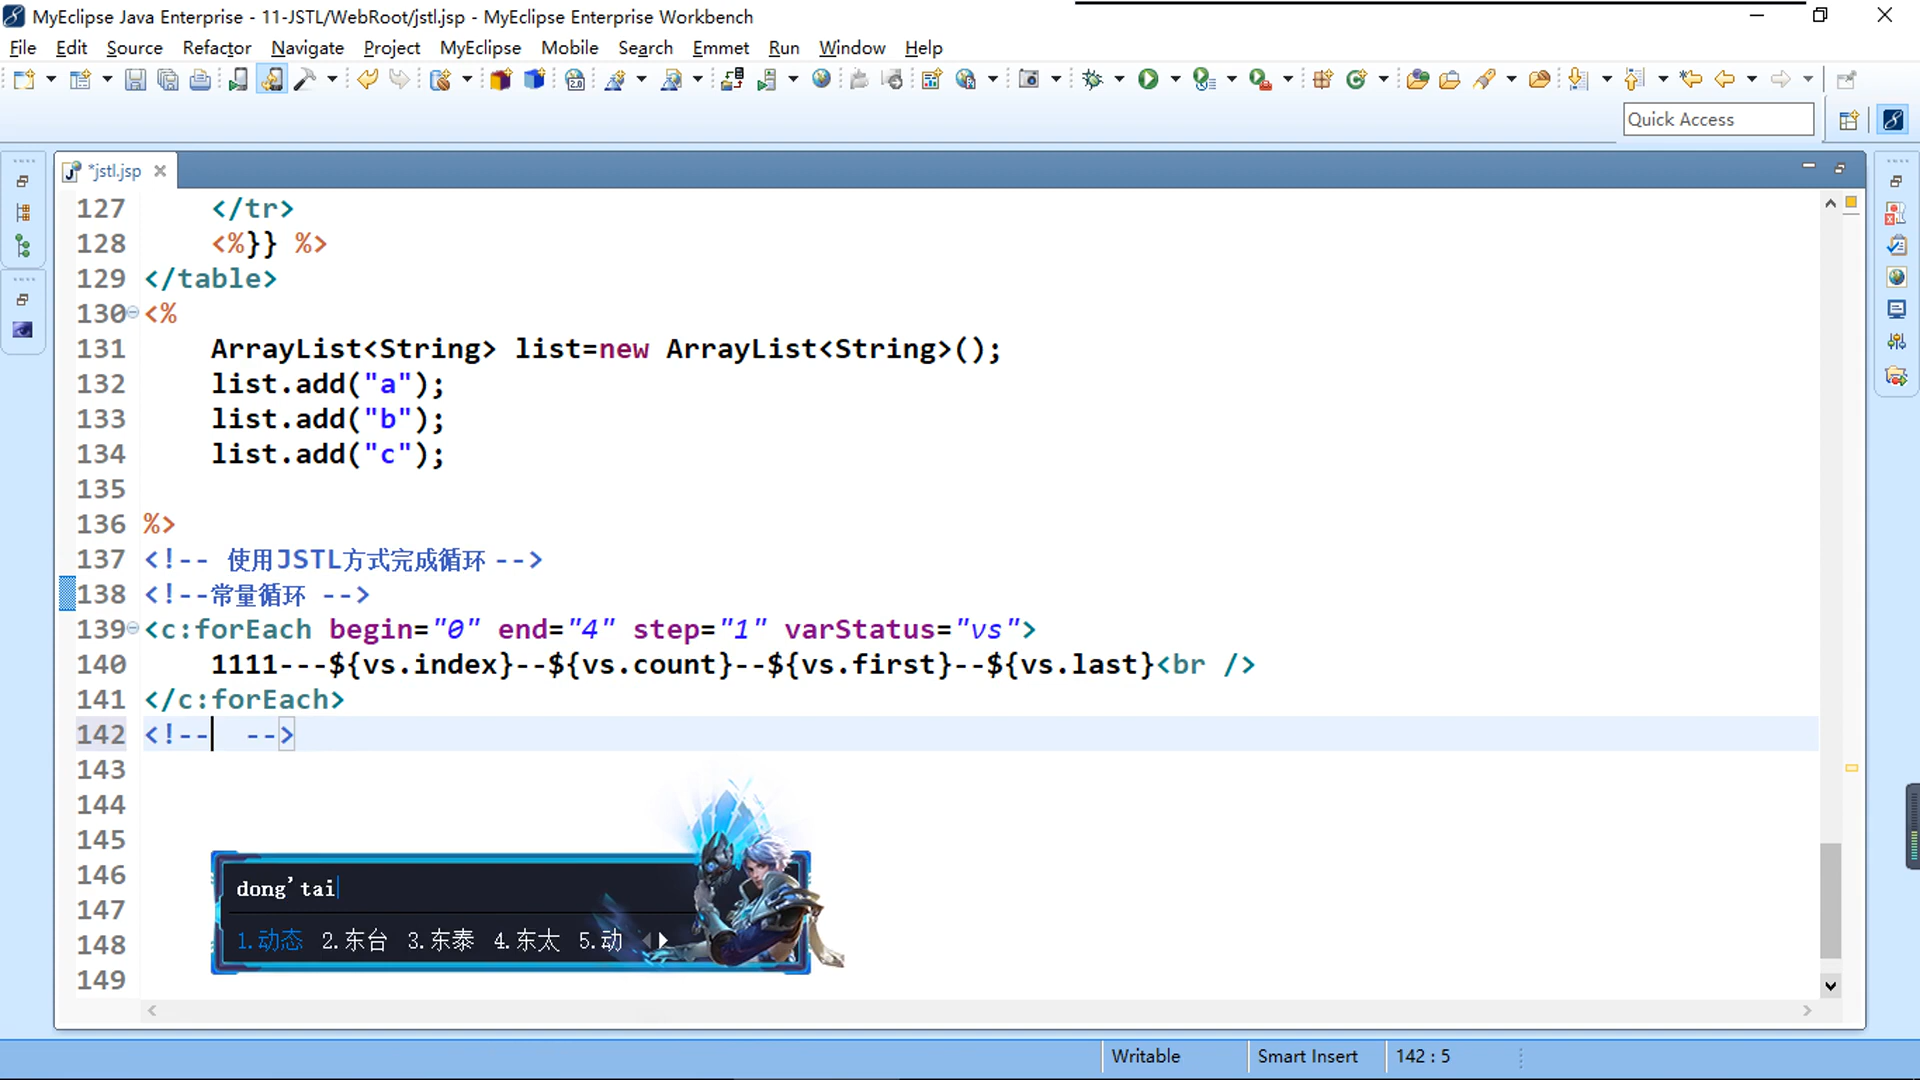 MyEclipse Java Enterprise - 11-JSTL/WebRoot/jstl.jsp - MyEclipse Enterprise Workbench
File Edit Source Refactor Navigate Project MyEclipse Mobile Search Emmet Run Window Help
Quick Access
*jstl.jsp
127 </tr>
128 <%}} %>
129 </table>
130 <%
131 ArrayList<String> list=new ArrayList<String>();
132 list.add("a");
133 list.add("b");
134 list.add("c");
135
136 %>
137 <!-- 使用JSTL方式完成循环 -->
138 <!--常量循环 -->
139 <c:forEach begin="0" end="4" step="1" varStatus="vs">
140 1111---${vs.index}--${vs.count}--${vs.first}--${vs.last}<br />
141 </c:forEach>
142 <!-- -->
143
144
145
146
147
148
149
dong'tai
1.动态 2.东台 3.东泰 4.东太 5.动
Writable Smart Insert 142 : 5